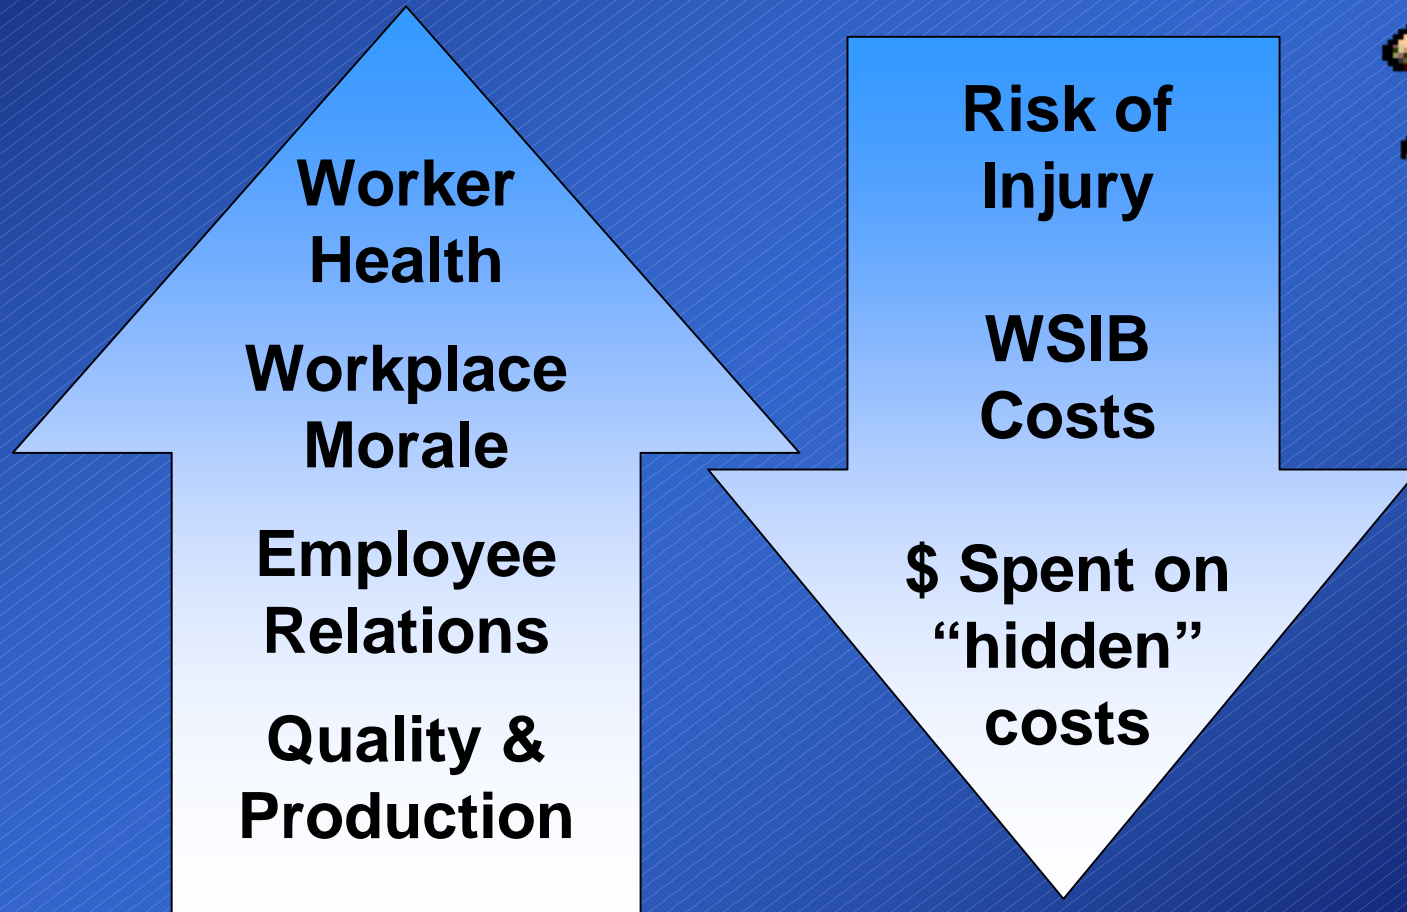 Worker
Health
Workplace
Morale
Employee
Relations
Quality &
Production
Risk of
Injury
WSIB
Costs
$ Spent on
“hidden”
costs